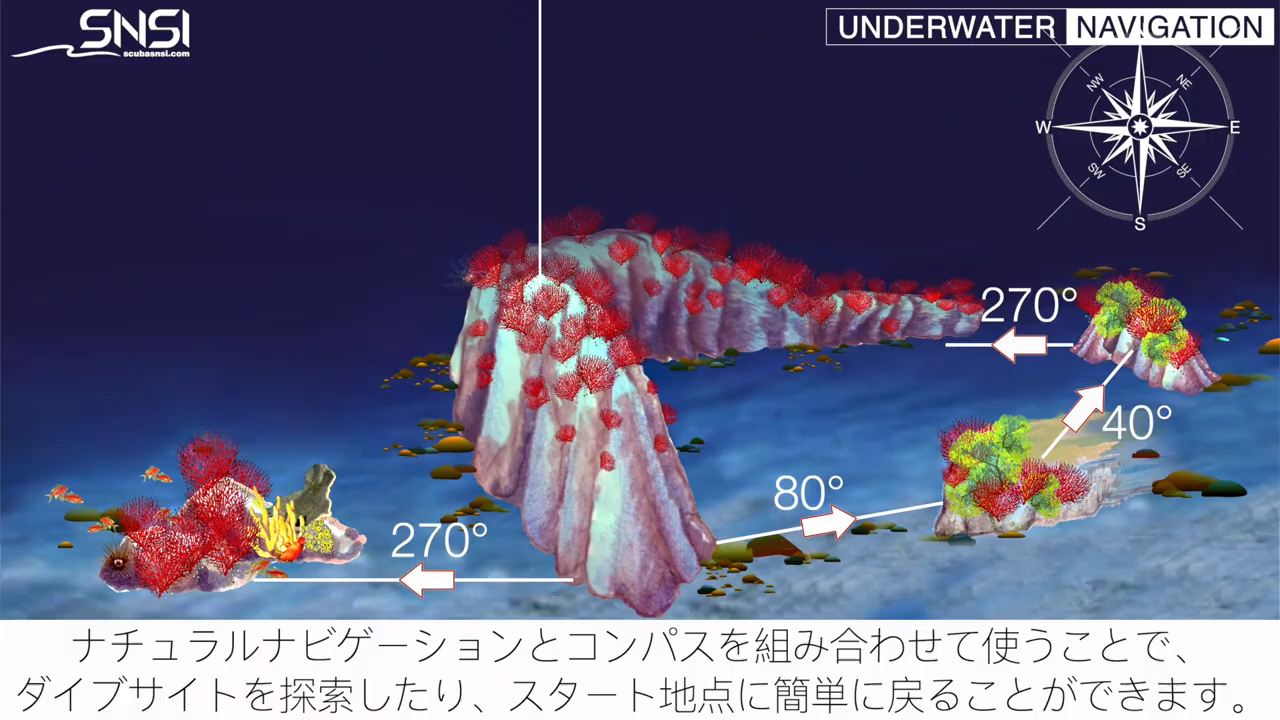 SNSI
scubasnsi.com
UNDERWATER NAVIGATION
N
NW
NE
W
E
SW
SE
S
270°
40°
80°
270°
ナチュラルナビゲーションとコンパスを組み合わせて使うことで、
ダイブサイトを探索したり、スタート地点に簡単に戻ることができます。